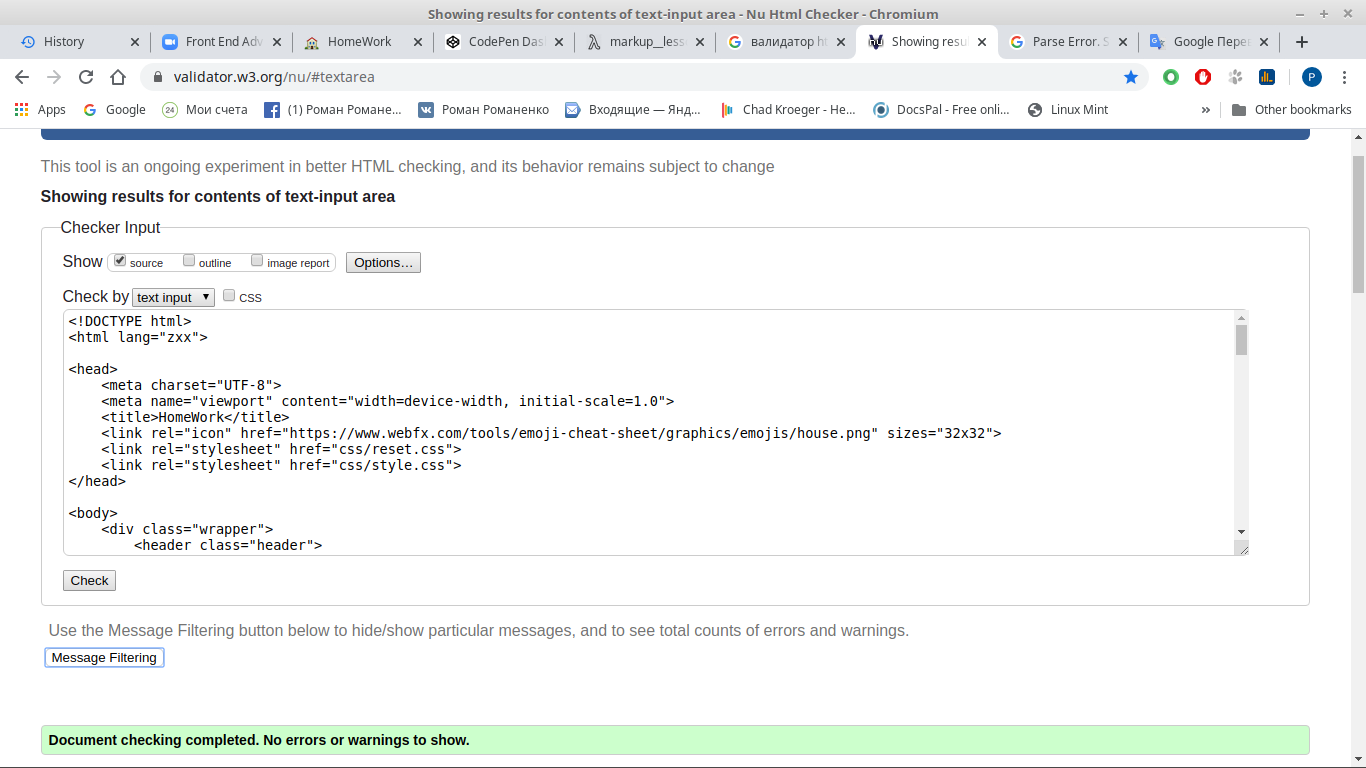 Showing results for contents of text-input area - Nu Html Checker - Chromium
History
Front End Adv
HomeWork
CodePen Das
markup__less
валидатор ht
Showing resul
Parse Error. S
Google Перев
validator.w3.org/nu/#textarea
P
Apps
Google
24 Мои счета
(1) Роман Романе...
Роман Романенко
Входящие — Янд...
Chad Kroeger - He...
DocsPal - Free onli...
Linux Mint
»
Other bookmarks
This tool is an ongoing experiment in better HTML checking, and its behavior remains subject to change
Showing results for contents of text-input area
Checker Input
Show source outline image report Options...
Check by text input CSS
<!DOCTYPE html>
<html lang="zxx">
<head>
    <meta charset="UTF-8">
    <meta name="viewport" content="width=device-width, initial-scale=1.0">
    <title>HomeWork</title>
    <link rel="icon" href="https://www.webfx.com/tools/emoji-cheat-sheet/graphics/emojis/house.png" sizes="32x32">
    <link rel="stylesheet" href="css/reset.css">
    <link rel="stylesheet" href="css/style.css">
</head>
<body>
    <div class="wrapper">
        <header class="header">
Check
Use the Message Filtering button below to hide/show particular messages, and to see total counts of errors and warnings.
Message Filtering
Document checking completed. No errors or warnings to show.